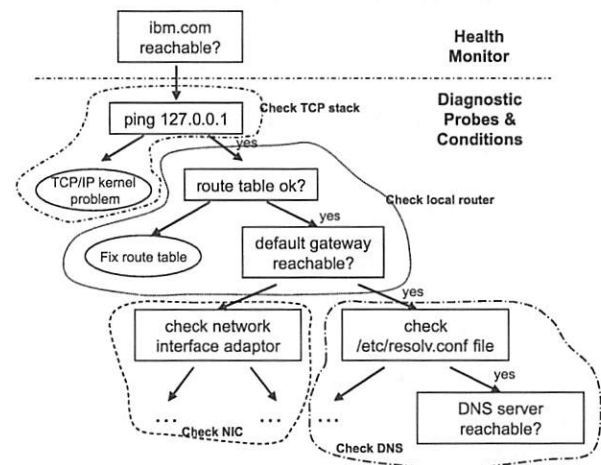 ibm.com
reachable?
Health
Monitor
Check TCP stack
ping 127.0.0.1
Diagnostic
Probes &
Conditions
yes
TCP/IP kernel
problem
route table ok?
Check local router
yes
Fix route table
default gateway
reachable?
yes
check network
interface adaptor
check
/etc/resolv.conf file
yes
... ... ...
Check NIC
DNS server
reachable?
Check DNS